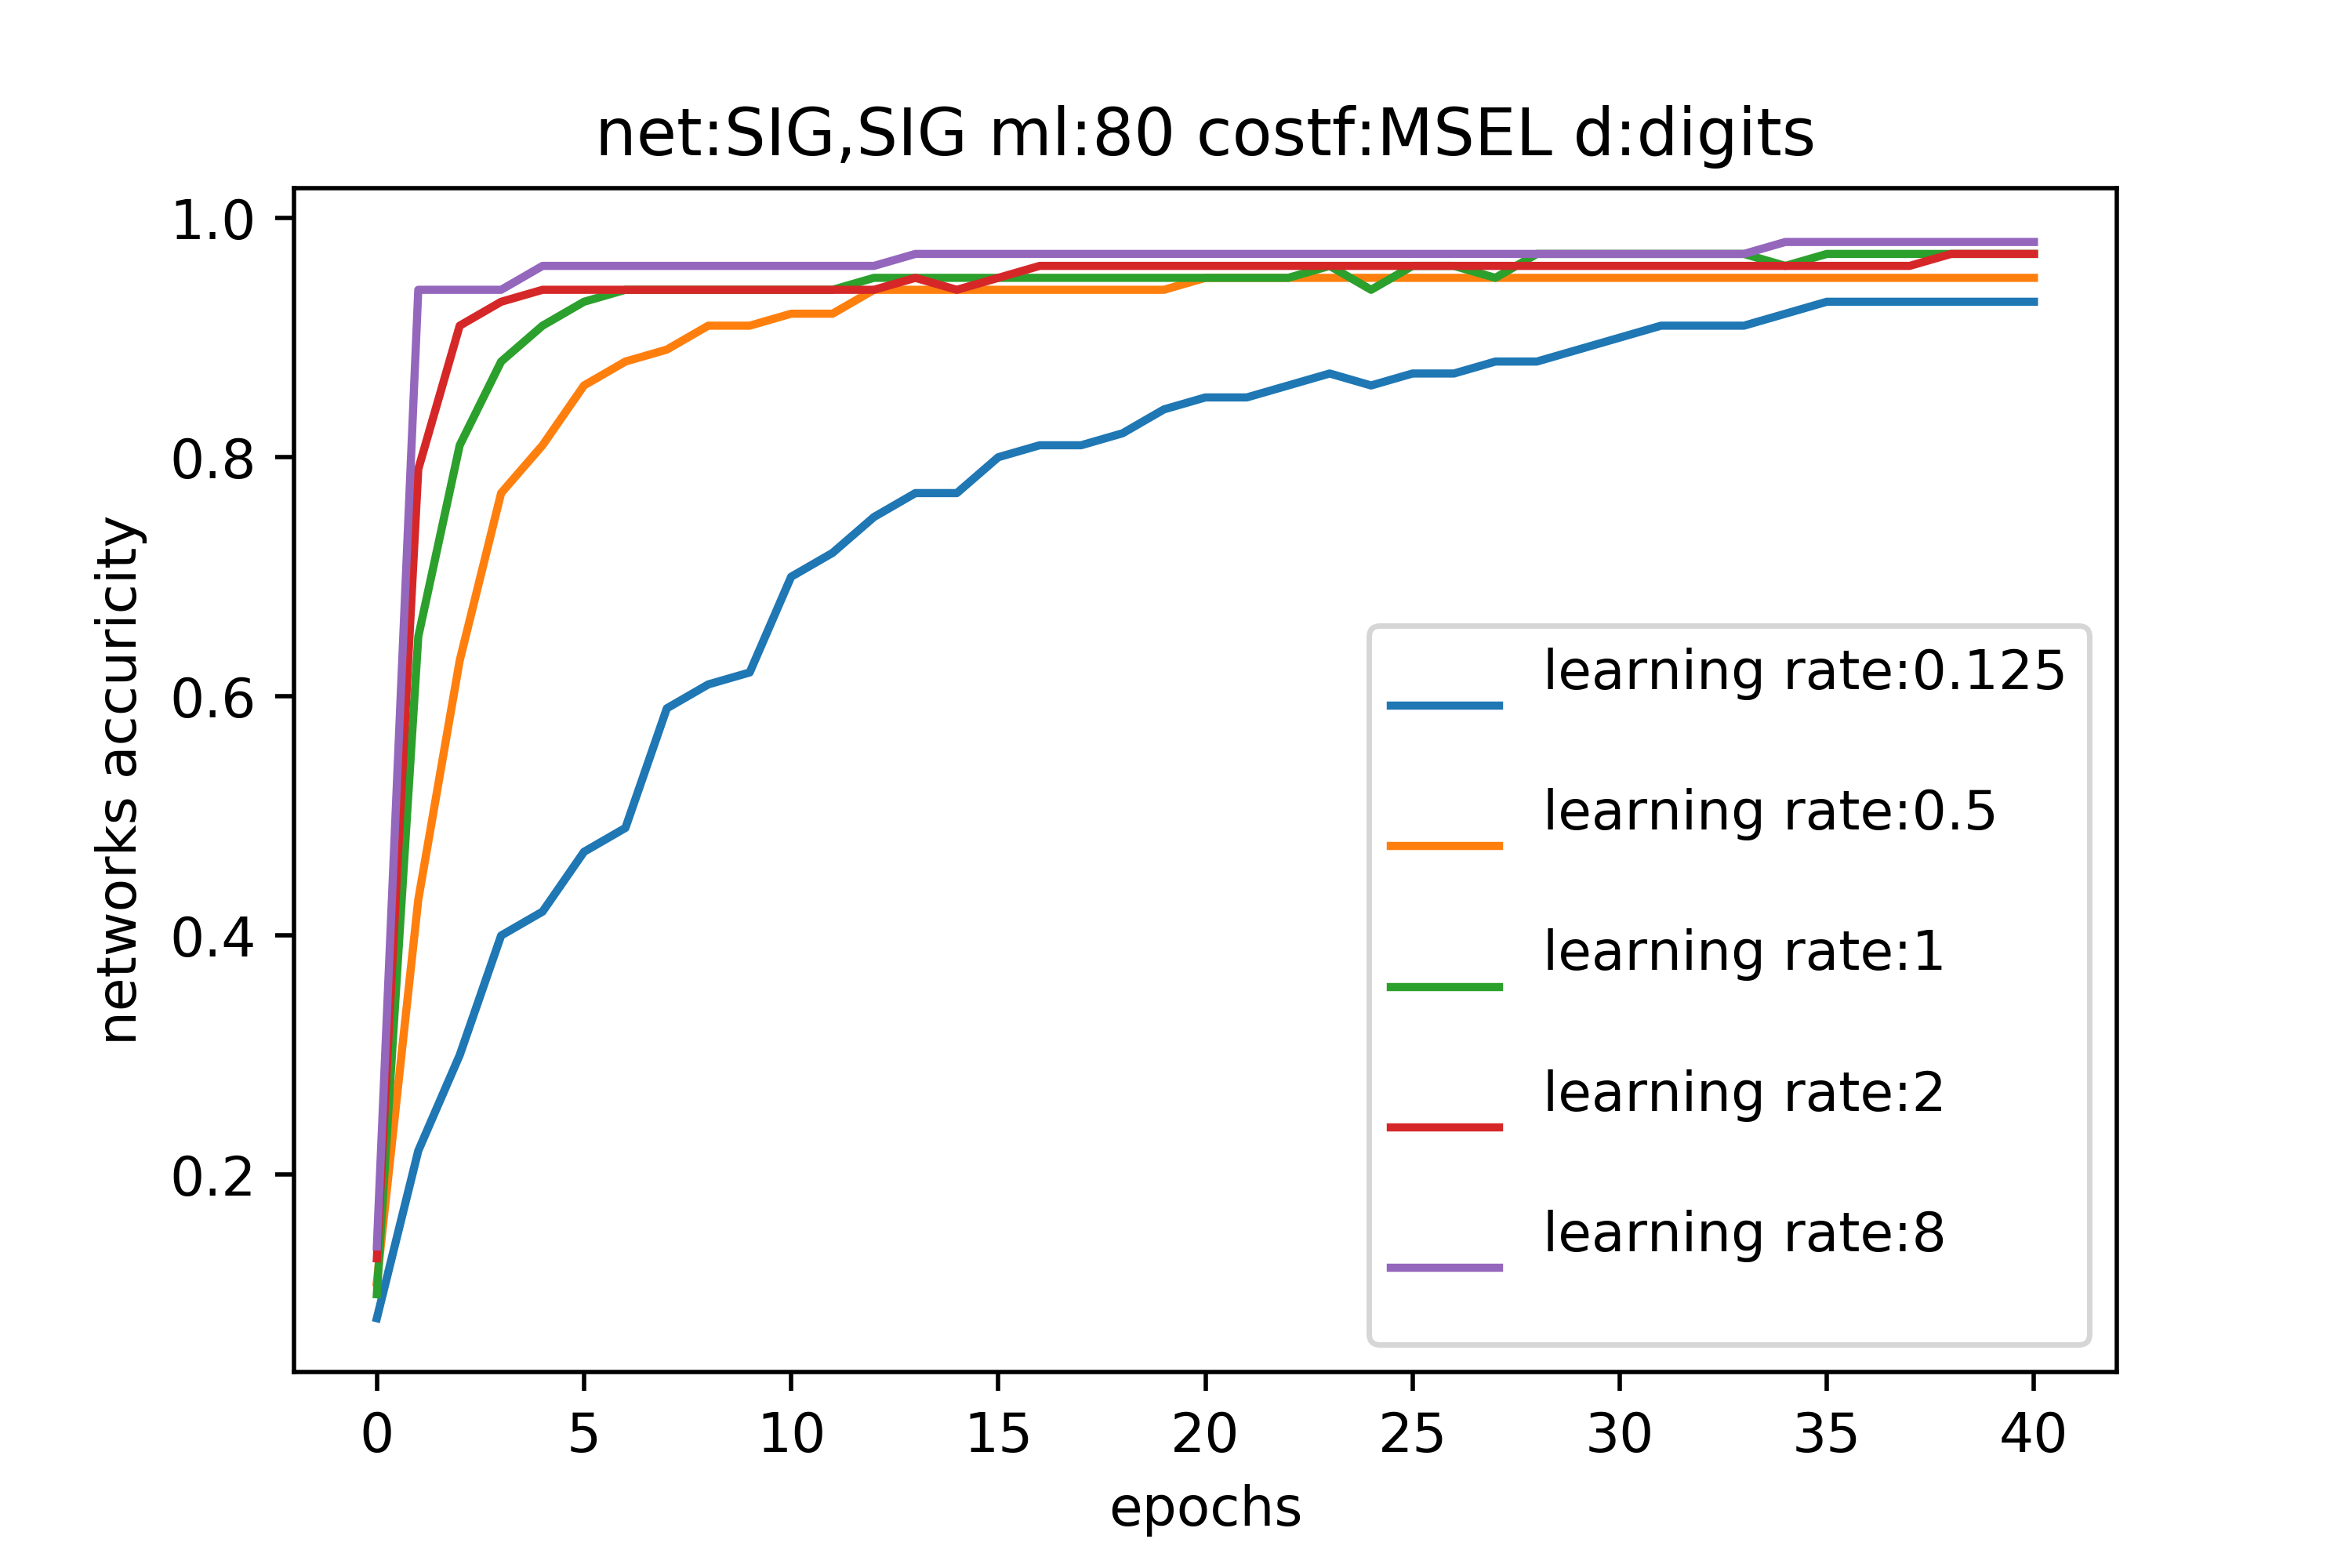 net:SIG,SIG ml:80 costf:MSEL d:digits
networks accuricity
1.0
0.8
0.6
0.4
0.2
learning rate:0.125
learning rate:0.5
learning rate:1
learning rate:2
learning rate:8
0 5 10 15 20 25 30 35 40
epochs